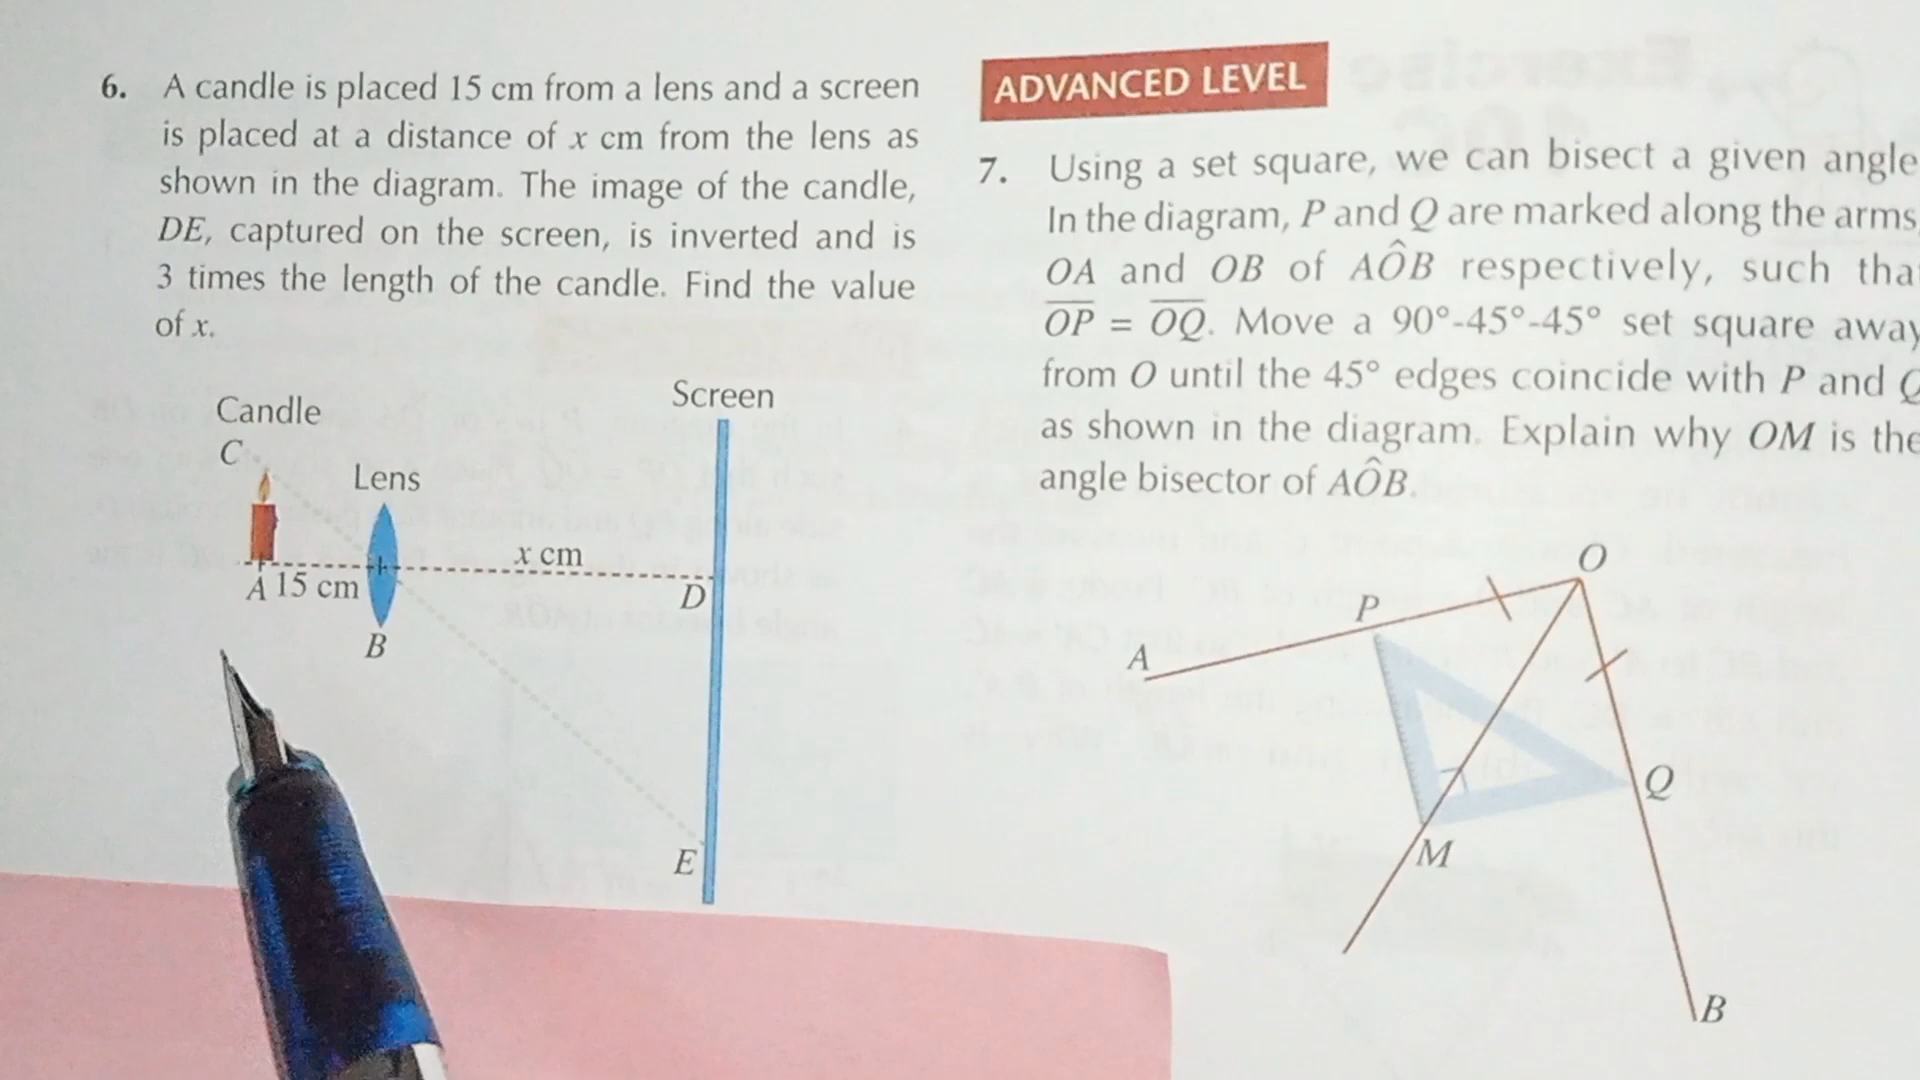 6. A candle is placed 15 cm from a lens and a screen
is placed at a distance of x cm from the lens as
shown in the diagram. The image of the candle,
DE, captured on the screen, is inverted and is
3 times the length of the candle. Find the value
of x.
Candle
C
Lens
Screen
x cm
A 15 cm
D
B
E
ADVANCED LEVEL
7. Using a set square, we can bisect a given angle
In the diagram, P and Q are marked along the arms,
OA and OB of AÔB respectively, such tha
O̅P̅ = O̅Q̅. Move a 90°-45°-45° set square away
from O until the 45° edges coincide with P and Q
as shown in the diagram. Explain why OM is the
angle bisector of AÔB.
O
P
A
Q
M
B